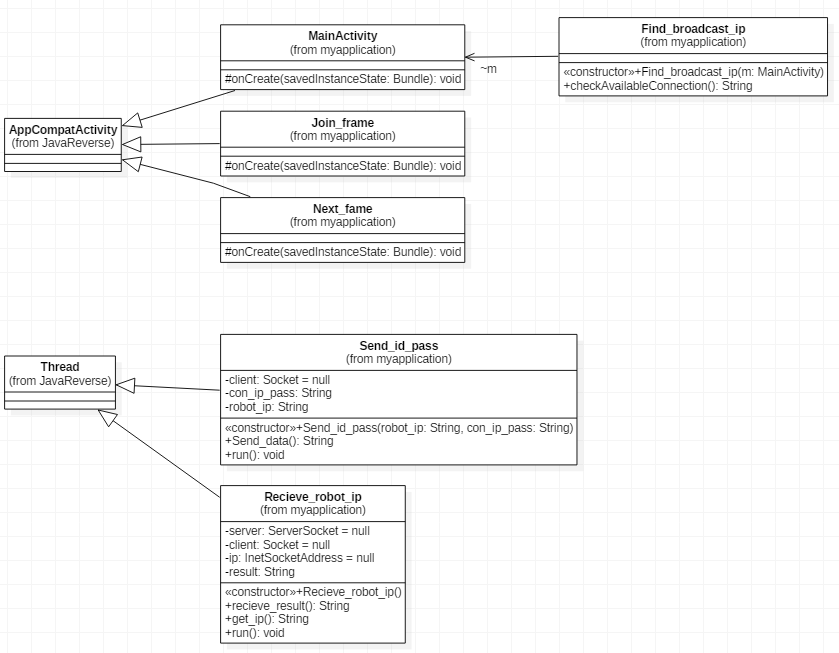 MainActivity
(from myapplication)
#onCreate(savedInstanceState: Bundle): void
~m
Find_broadcast_ip
(from myapplication)
«constructor»+Find_broadcast_ip(m: MainActivity)
+checkAvailableConnection(): String
AppCompatActivity
(from JavaReverse)
Join_frame
(from myapplication)
#onCreate(savedInstanceState: Bundle): void
Next_fame
(from myapplication)
#onCreate(savedInstanceState: Bundle): void
Thread
(from JavaReverse)
Send_id_pass
(from myapplication)
-client: Socket = null
-con_ip_pass: String
-robot_ip: String
«constructor»+Send_id_pass(robot_ip: String, con_ip_pass: String)
+Send_data(): String
+run(): void
Recieve_robot_ip
(from myapplication)
-server: ServerSocket = null
-client: Socket = null
-ip: InetSocketAddress = null
-result: String
«constructor»+Recieve_robot_ip()
+recieve_result(): String
+get_ip(): String
+run(): void